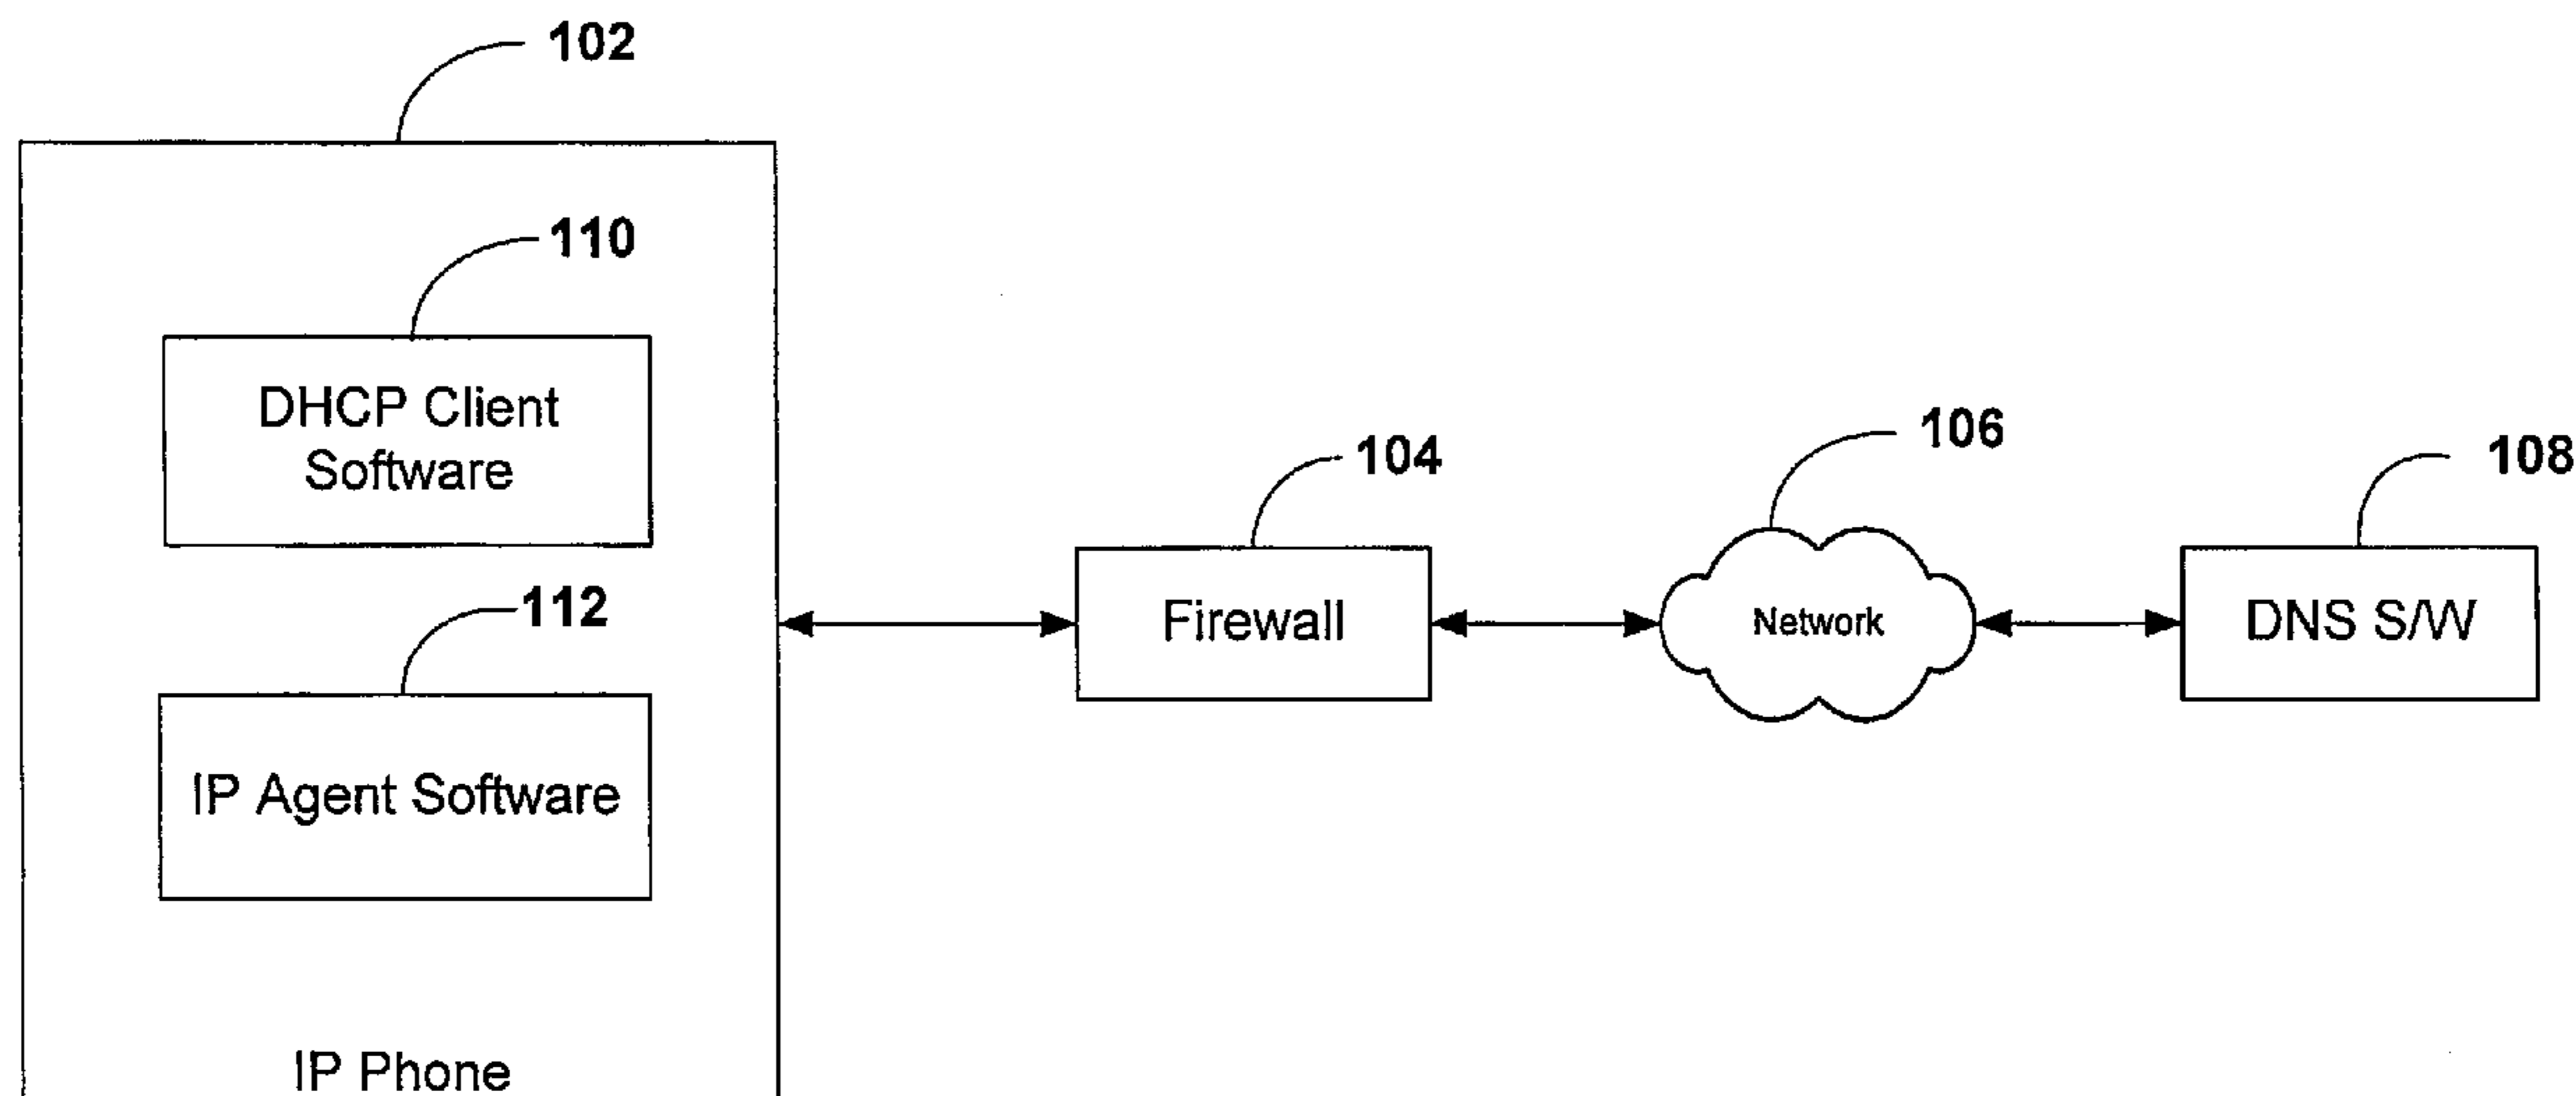 102
110
DHCP Client
Software
112
IP Agent Software
IP Phone
104
Firewall
106
Network
108
DNS S/W